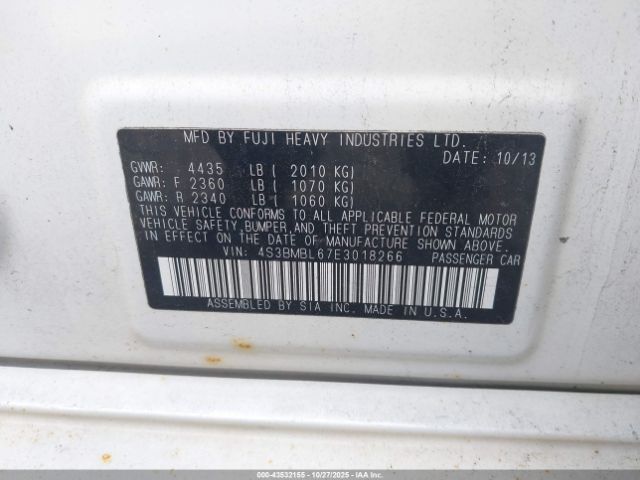 MFD BY FUJI HEAVY INDUSTRIES LTD.
DATE: 10/13
GVWR: 4435 LB ( 2010 KG)
GAWR: F 2360 LB ( 1070 KG)
GAWR: R 2340 LB ( 1060 KG)
THIS VEHICLE CONFORMS TO ALL APPLICABLE FEDERAL MOTOR
VEHICLE SAFETY, BUMPER, AND THEFT PREVENTION STANDARDS
IN EFFECT ON THE DATE OF MANUFACTURE SHOWN ABOVE.
VIN: 4S3BMBL67E3018266 PASSENGER CAR
ASSEMBLED BY SIA INC. MADE IN U.S.A.
000-43532155 - 10/27/2025 - IAAI.com